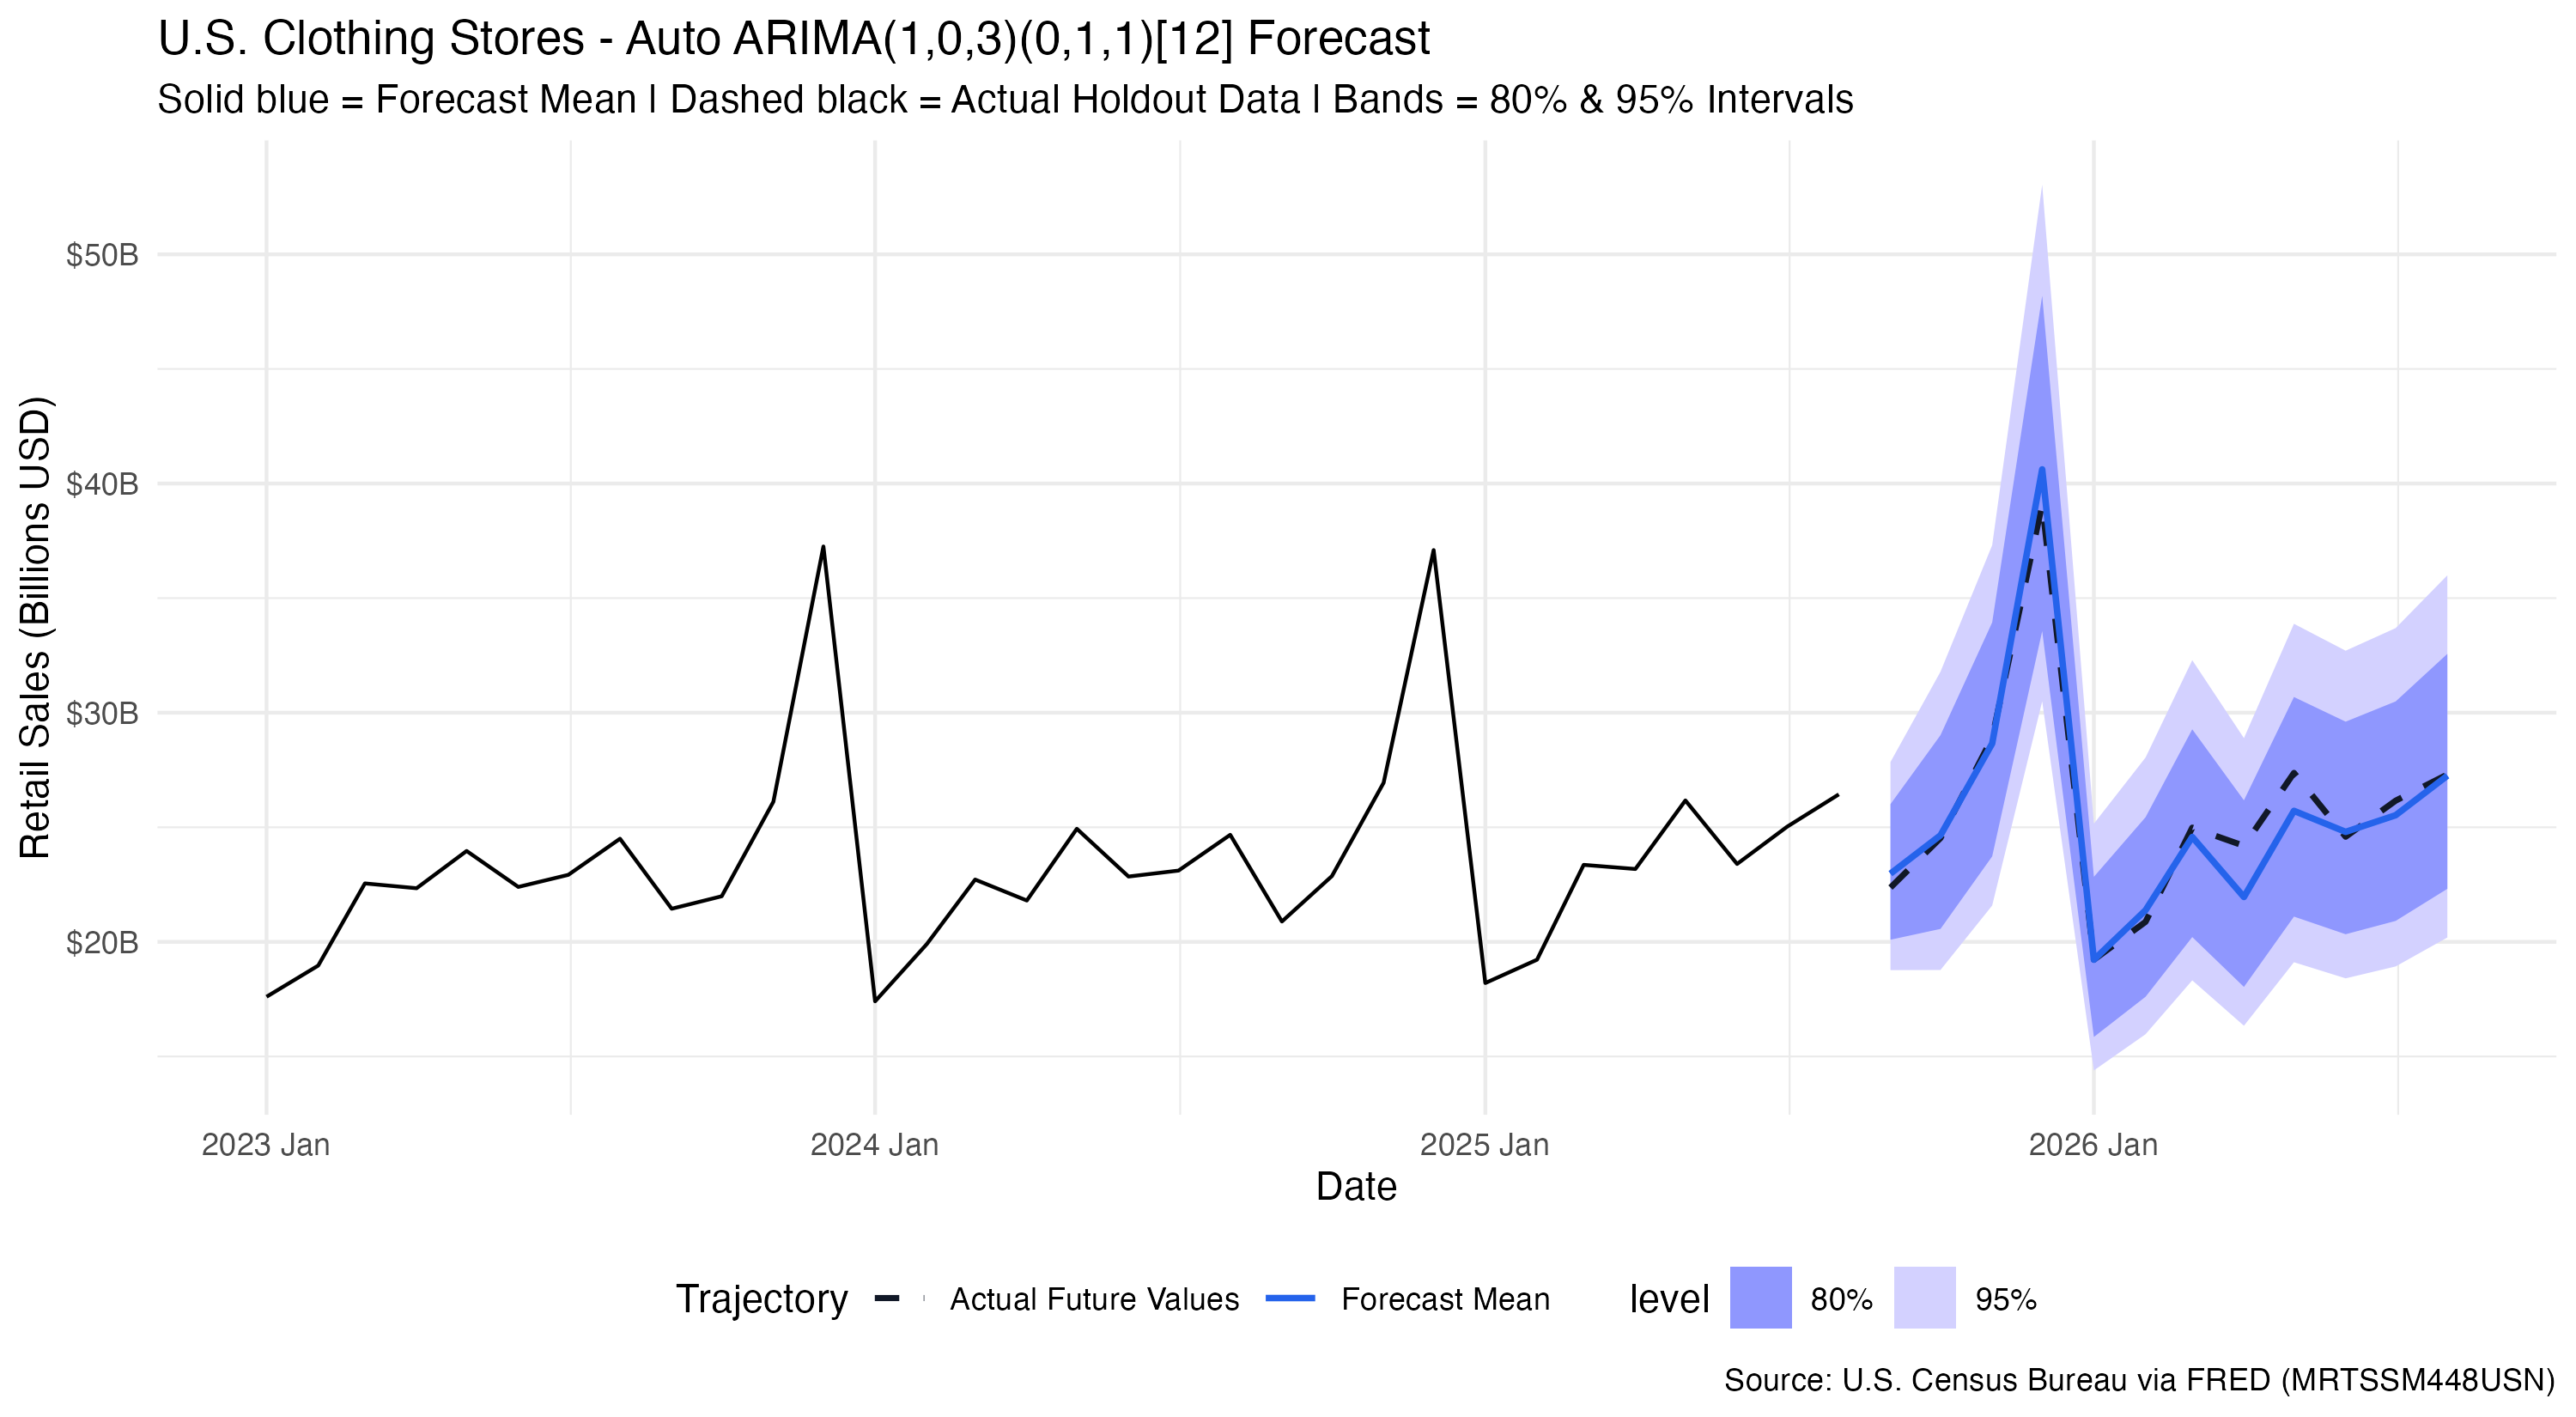 U.S. Clothing Stores - Auto ARIMA(1,0,3)(0,1,1)[12] Forecast
Solid blue = Forecast Mean | Dashed black = Actual Holdout Data | Bands = 80% & 95% Intervals
Retail Sales (Billions USD)
$50B
$40B
$30B
$20B
2023 Jan 2024 Jan 2025 Jan 2026 Jan
Date
Trajectory Actual Future Values Forecast Mean level 80% 95%
Source: U.S. Census Bureau via FRED (MRTSSM448USN)